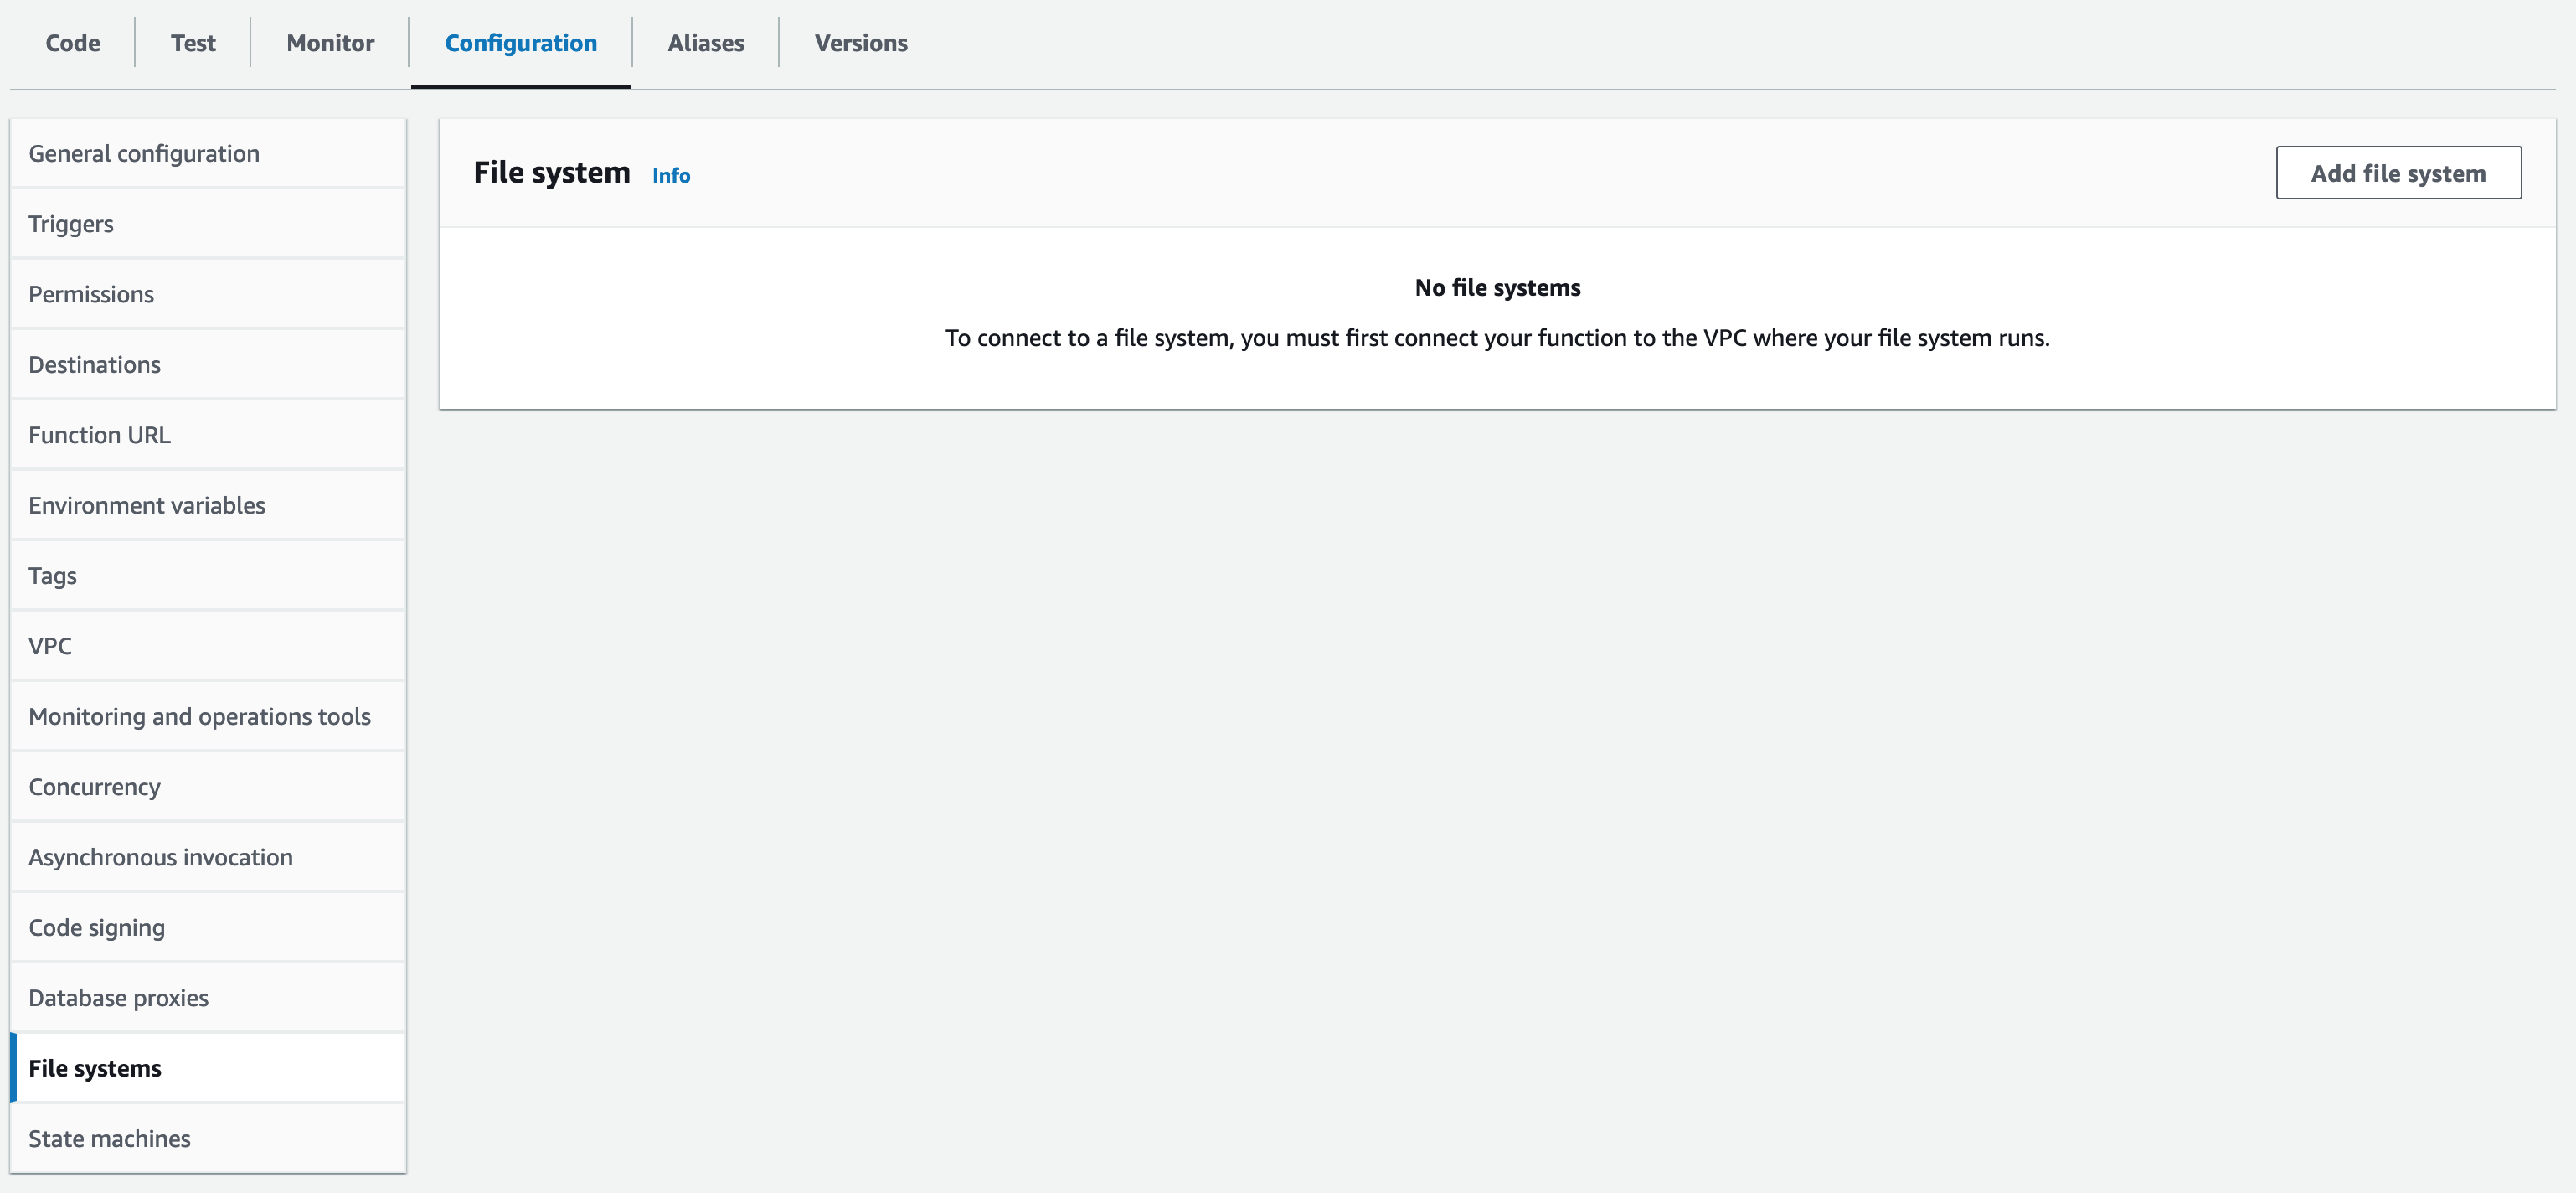 Code
Test
Monitor
Configuration
Aliases
Versions
General configuration
Triggers
Permissions
Destinations
Function URL
Environment variables
Tags
VPC
Monitoring and operations tools
Concurrency
Asynchronous invocation
Code signing
Database proxies
File systems
State machines
File system Info
Add file system
No file systems
To connect to a file system, you must first connect your function to the VPC where your file system runs.